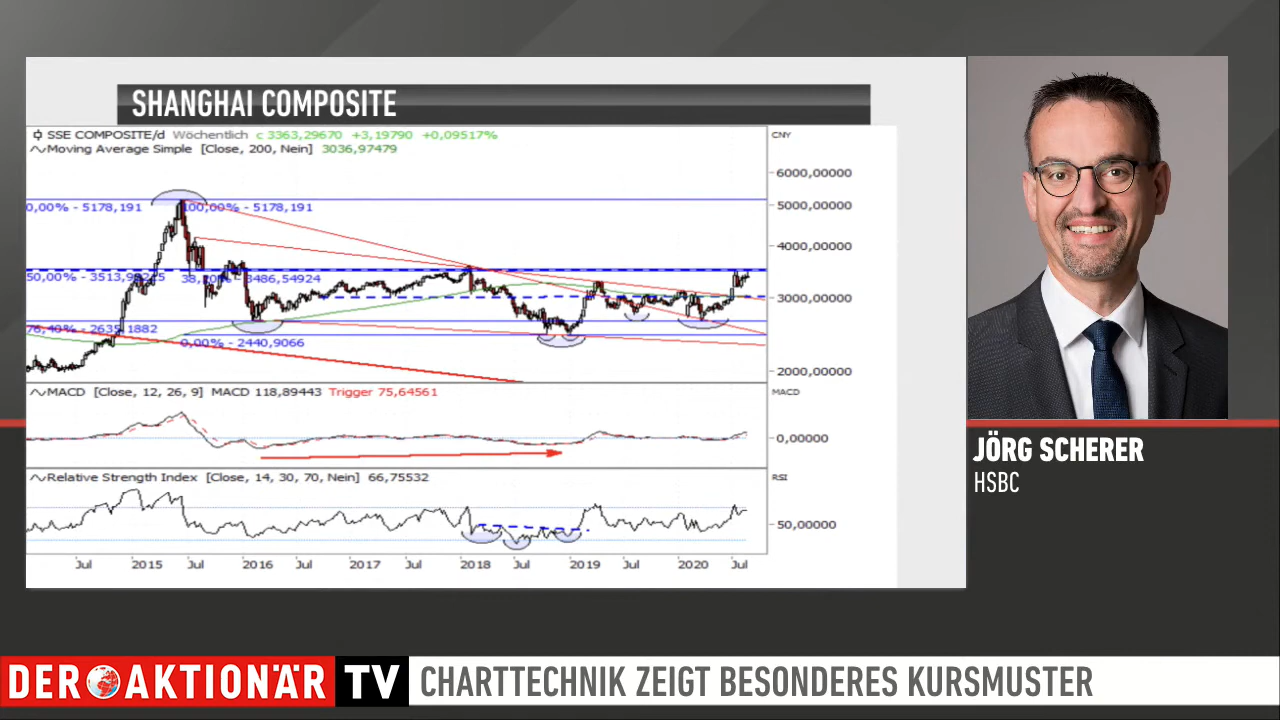 SHANGHAI COMPOSITE
SSE COMPOSITE/d Wöchentlich c 3363,29670 +3,19790 +0,09517%
CNY
Moving Average Simple [Close, 200, Nein] 3036,97479
6000,00000
0,00% - 5178,191
100,00% - 5178,191
5000,00000
4000,00000
50,00% - 3513,98215
38,20% - 3486,54924
3000,00000
76,40% - 2635,1882
0,00% - 2440,9066
2000,00000
MACD [Close, 12, 26, 9] MACD 118,89443 Trigger 75,64561
MACD
0,00000
Relative Strength Index [Close, 14, 30, 70, Nein] 66,75532
RSI
50,00000
Jul 2015 Jul 2016 Jul 2017 Jul 2018 Jul 2019 Jul 2020 Jul
JÖRG SCHERER
HSBC
DER AKTIONÄR TV
CHARTTECHNIK ZEIGT BESONDERES KURSMUSTER